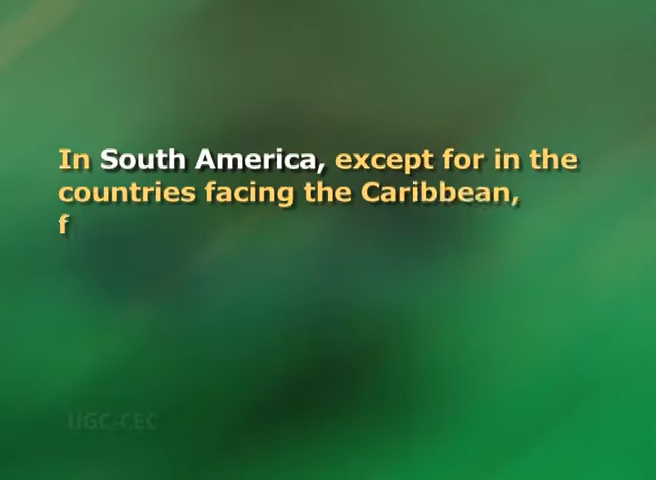 In South America, except for in the
countries facing the Caribbean,
f
UGC-CEC